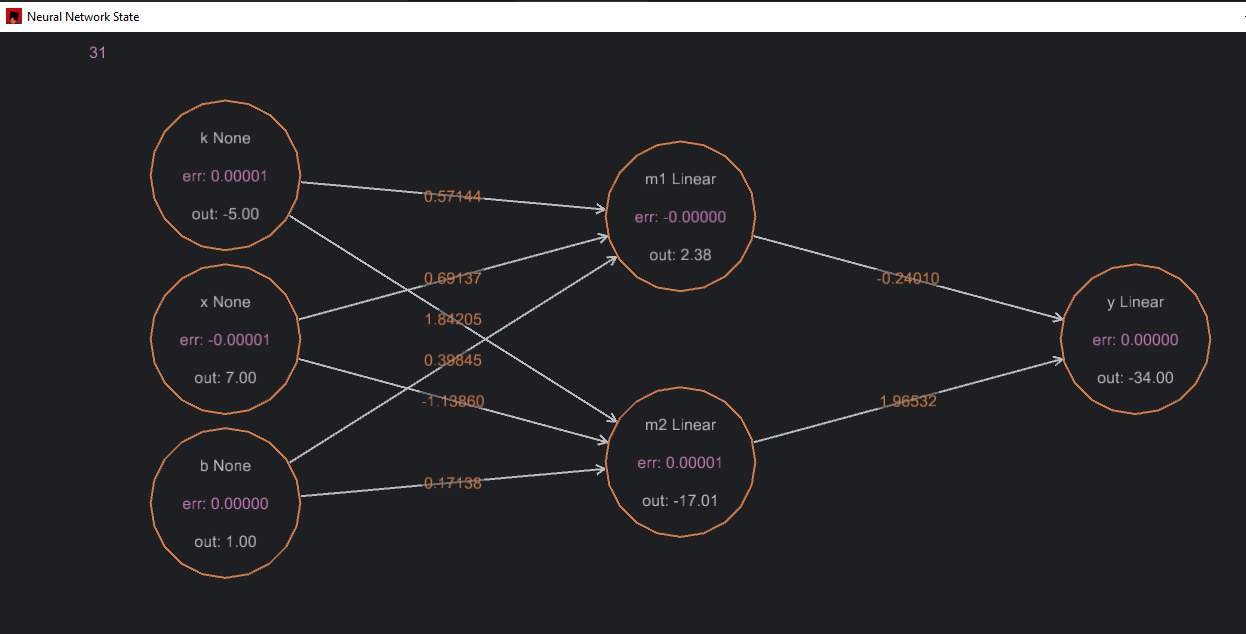 Neural Network State
31
k None
err: 0.00001
out: -5.00
x None
err: -0.00001
out: 7.00
b None
err: 0.00000
out: 1.00
0.57144
0.69137
1.84205
0.39845
-1.13860
0.17138
m1 Linear
err: -0.00000
out: 2.38
m2 Linear
err: 0.00001
out: -17.01
-0.24010
1.96532
y Linear
err: 0.00000
out: -34.00